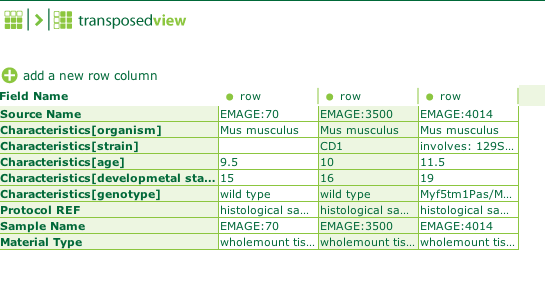 transposedview
add a new row column
Field Name row row row
Source Name EMAGE:70 EMAGE:3500 EMAGE:4014
Characteristics[organism] Mus musculus Mus musculus Mus musculus
Characteristics[strain] CD1 involves: 129S...
Characteristics[age] 9.5 10 11.5
Characteristics[developmetal sta... 15 16 19
Characteristics[genotype] wild type wild type Myf5tm1Pas/M...
Protocol REF histological sa... histological sa... histological sa...
Sample Name EMAGE:70 EMAGE:3500 EMAGE:4014
Material Type wholemount tis... wholemount tis... wholemount tis...